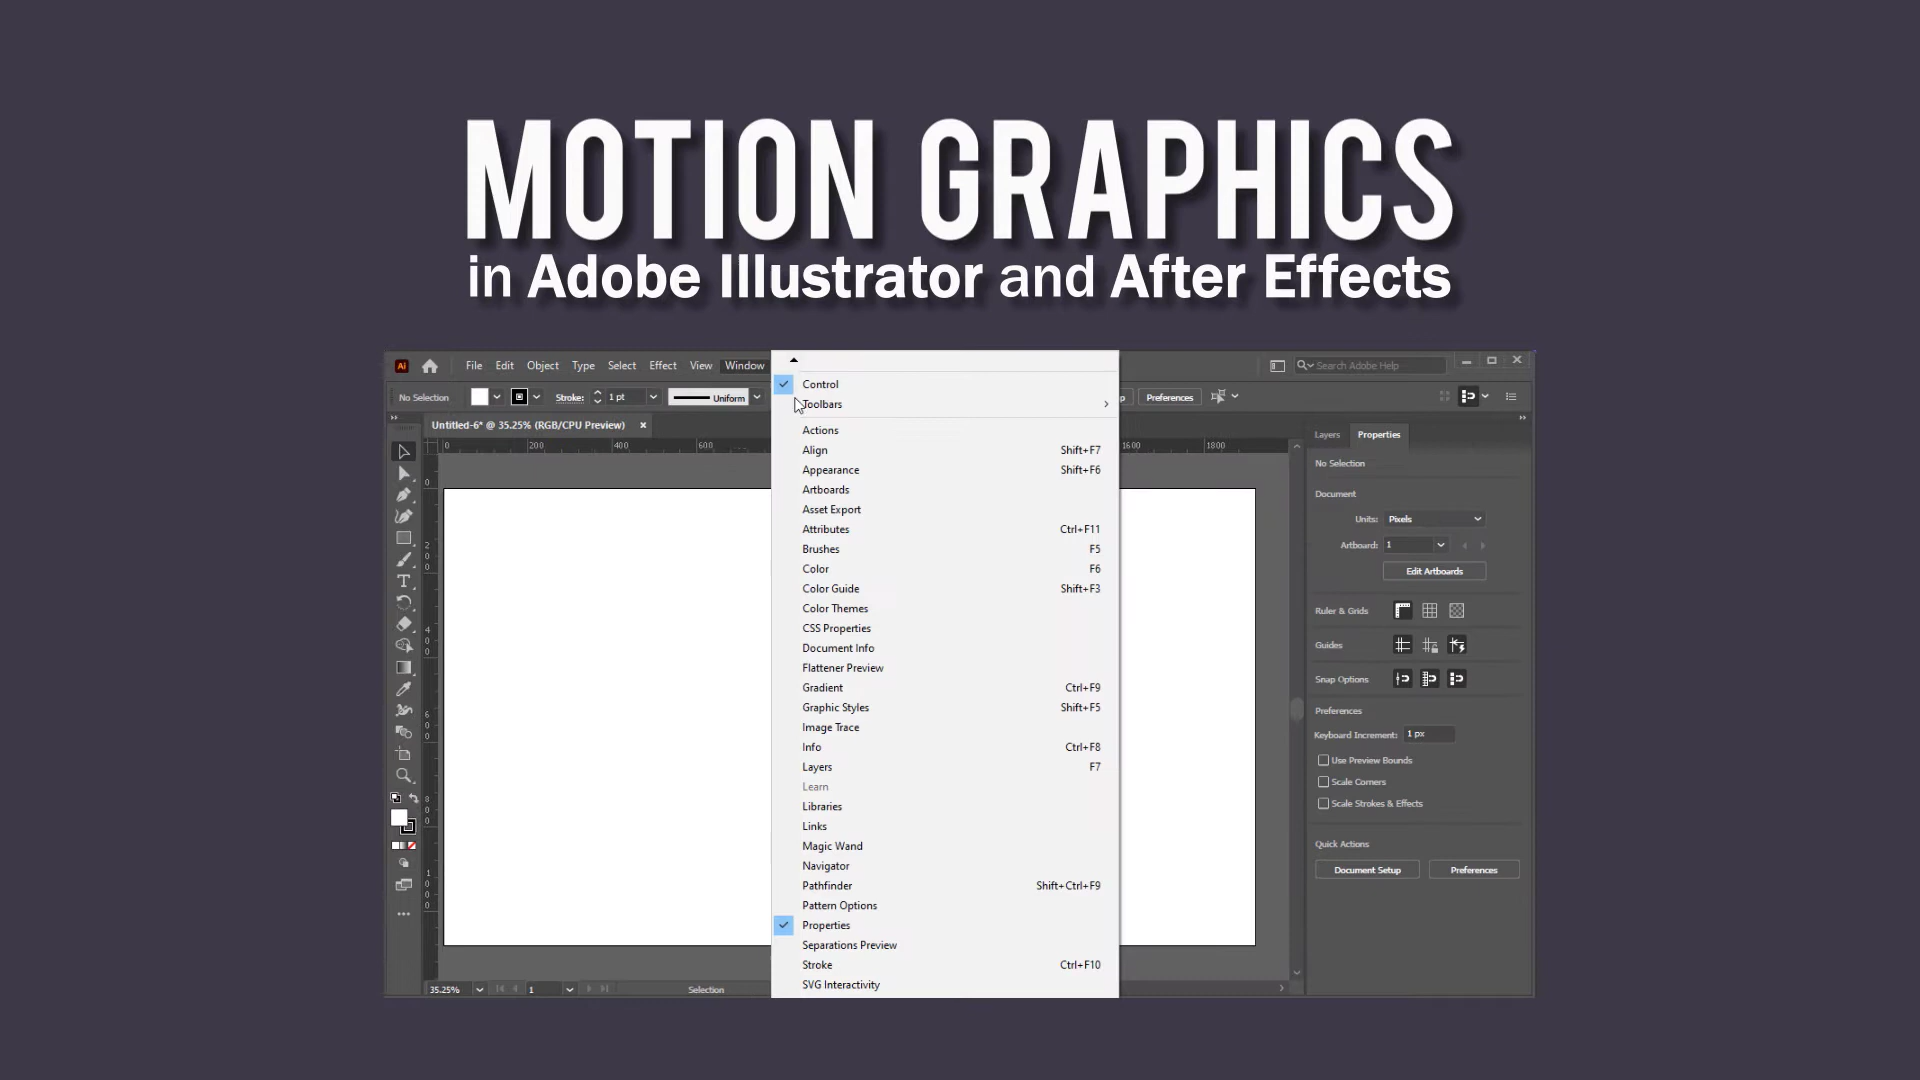 MOTION GRAPHICS
in Adobe Illustrator and After Effects
Ai File Edit Object Type Select Effect View Window Search Adobe Help
No Selection Stroke: 1 pt Uniform Preferences
Untitled-6* @ 35.25% (RGB/CPU Preview)
0 200 400 600 1600 1800
0
200
400
600
800
1000
Control
Toolbars
Actions
Align Shift+F7
Appearance Shift+F6
Artboards
Asset Export
Attributes Ctrl+F11
Brushes F5
Color F6
Color Guide Shift+F3
Color Themes
CSS Properties
Document Info
Flattener Preview
Gradient Ctrl+F9
Graphic Styles Shift+F5
Image Trace
Info Ctrl+F8
Layers F7
Learn
Libraries
Links
Magic Wand
Navigator
Pathfinder Shift+Ctrl+F9
Pattern Options
Properties
Separations Preview
Stroke Ctrl+F10
SVG Interactivity
Layers Properties
No Selection
Document
Units: Pixels
Artboard: 1
Edit Artboards
Ruler & Grids
Guides
Snap Options
Preferences
Keyboard Increment: 1 px
Use Preview Bounds
Scale Corners
Scale Strokes & Effects
Quick Actions
Document Setup Preferences
35.25% 1 Selection